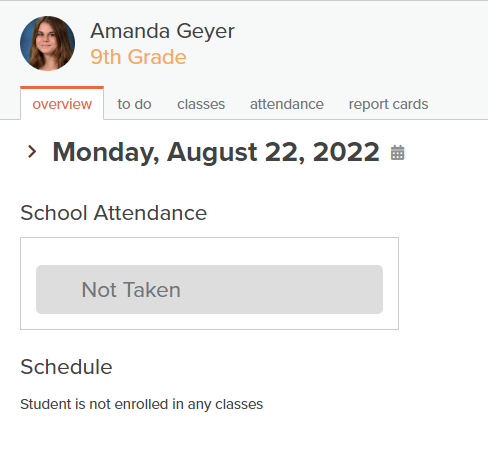 Amanda Geyer
9th Grade
overview to do classes attendance report cards
Monday, August 22, 2022
School Attendance
Not Taken
Schedule
Student is not enrolled in any classes